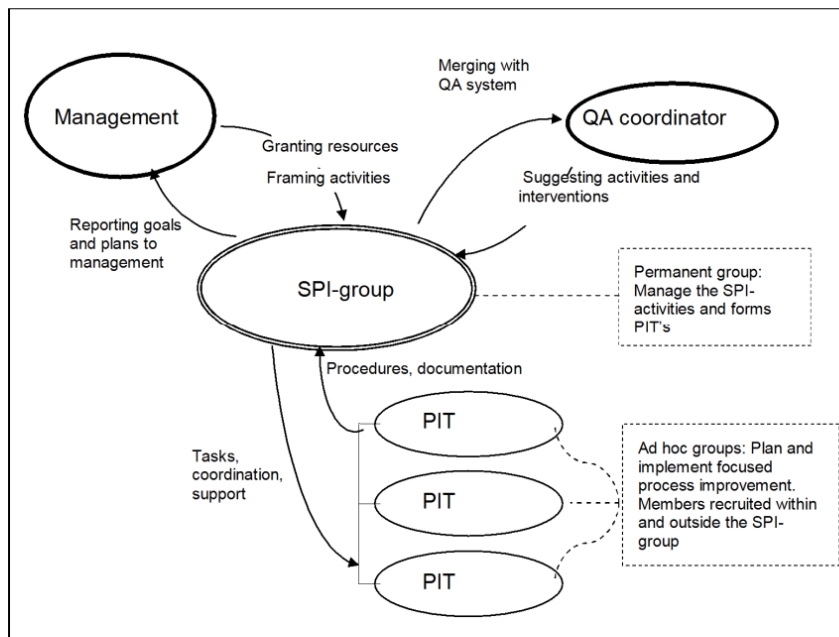 Merging with
QA system
Management
QA coordinator
Granting resources
Framing activities
Suggesting activities and
interventions
Reporting goals
and plans to
management
SPI-group
Permanent group:
Manage the SPI-
activities and forms
PIT's
Procedures, documentation
PIT
Tasks,
coordination,
support
PIT
PIT
Ad hoc groups: Plan and
implement focused
process improvement.
Members recruited within
and outside the SPI-
group